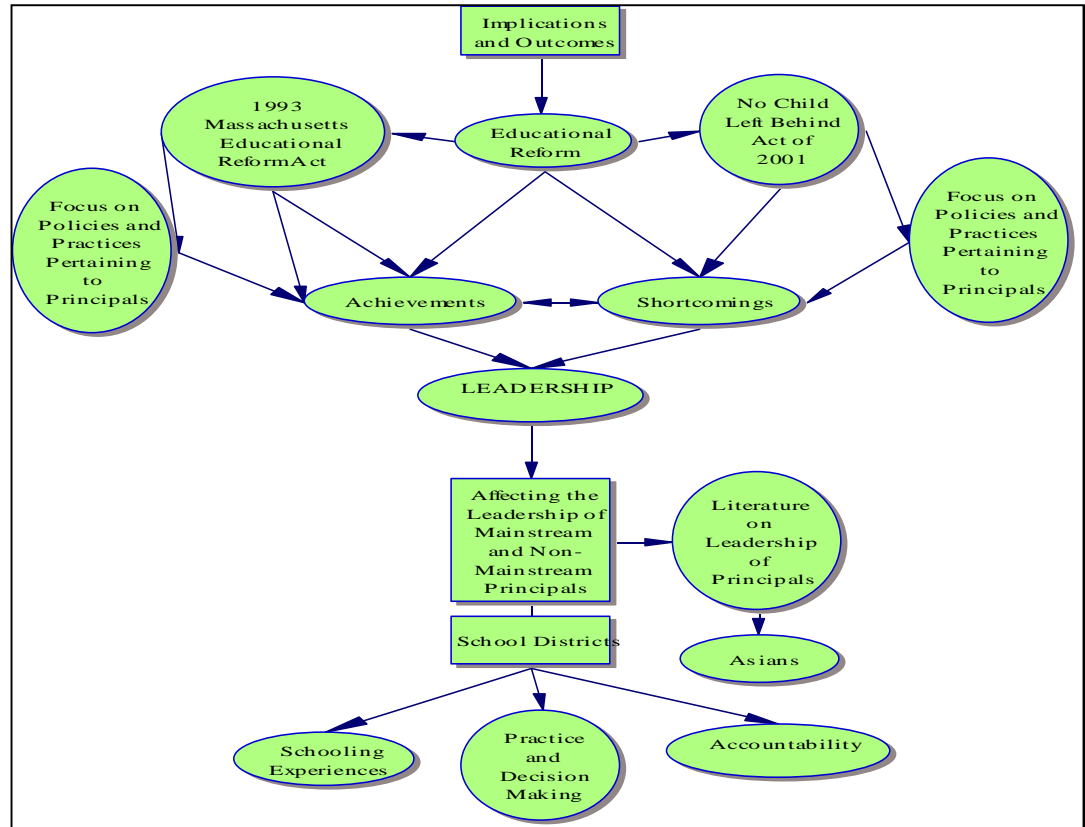 Implications
and Outcomes
1993
Massachusetts
Educational
ReformAct
Educational
Reform
No Child
Left Behind
Act of
2001
Focus on
Policies and
Practices
Pertaining
to
Principals
Focus on
Policies and
Practices
Pertaining to
Principals
Achievements
Shortcomings
LEADERSHIP
Affecting the
Leadership of
Mainstream
and Non-
Mainstream
Principals
Literature
on
Leadership
of
Principals
School Districts
Asians
Schooling
Experiences
Practice
and
Decision
Making
Accountability